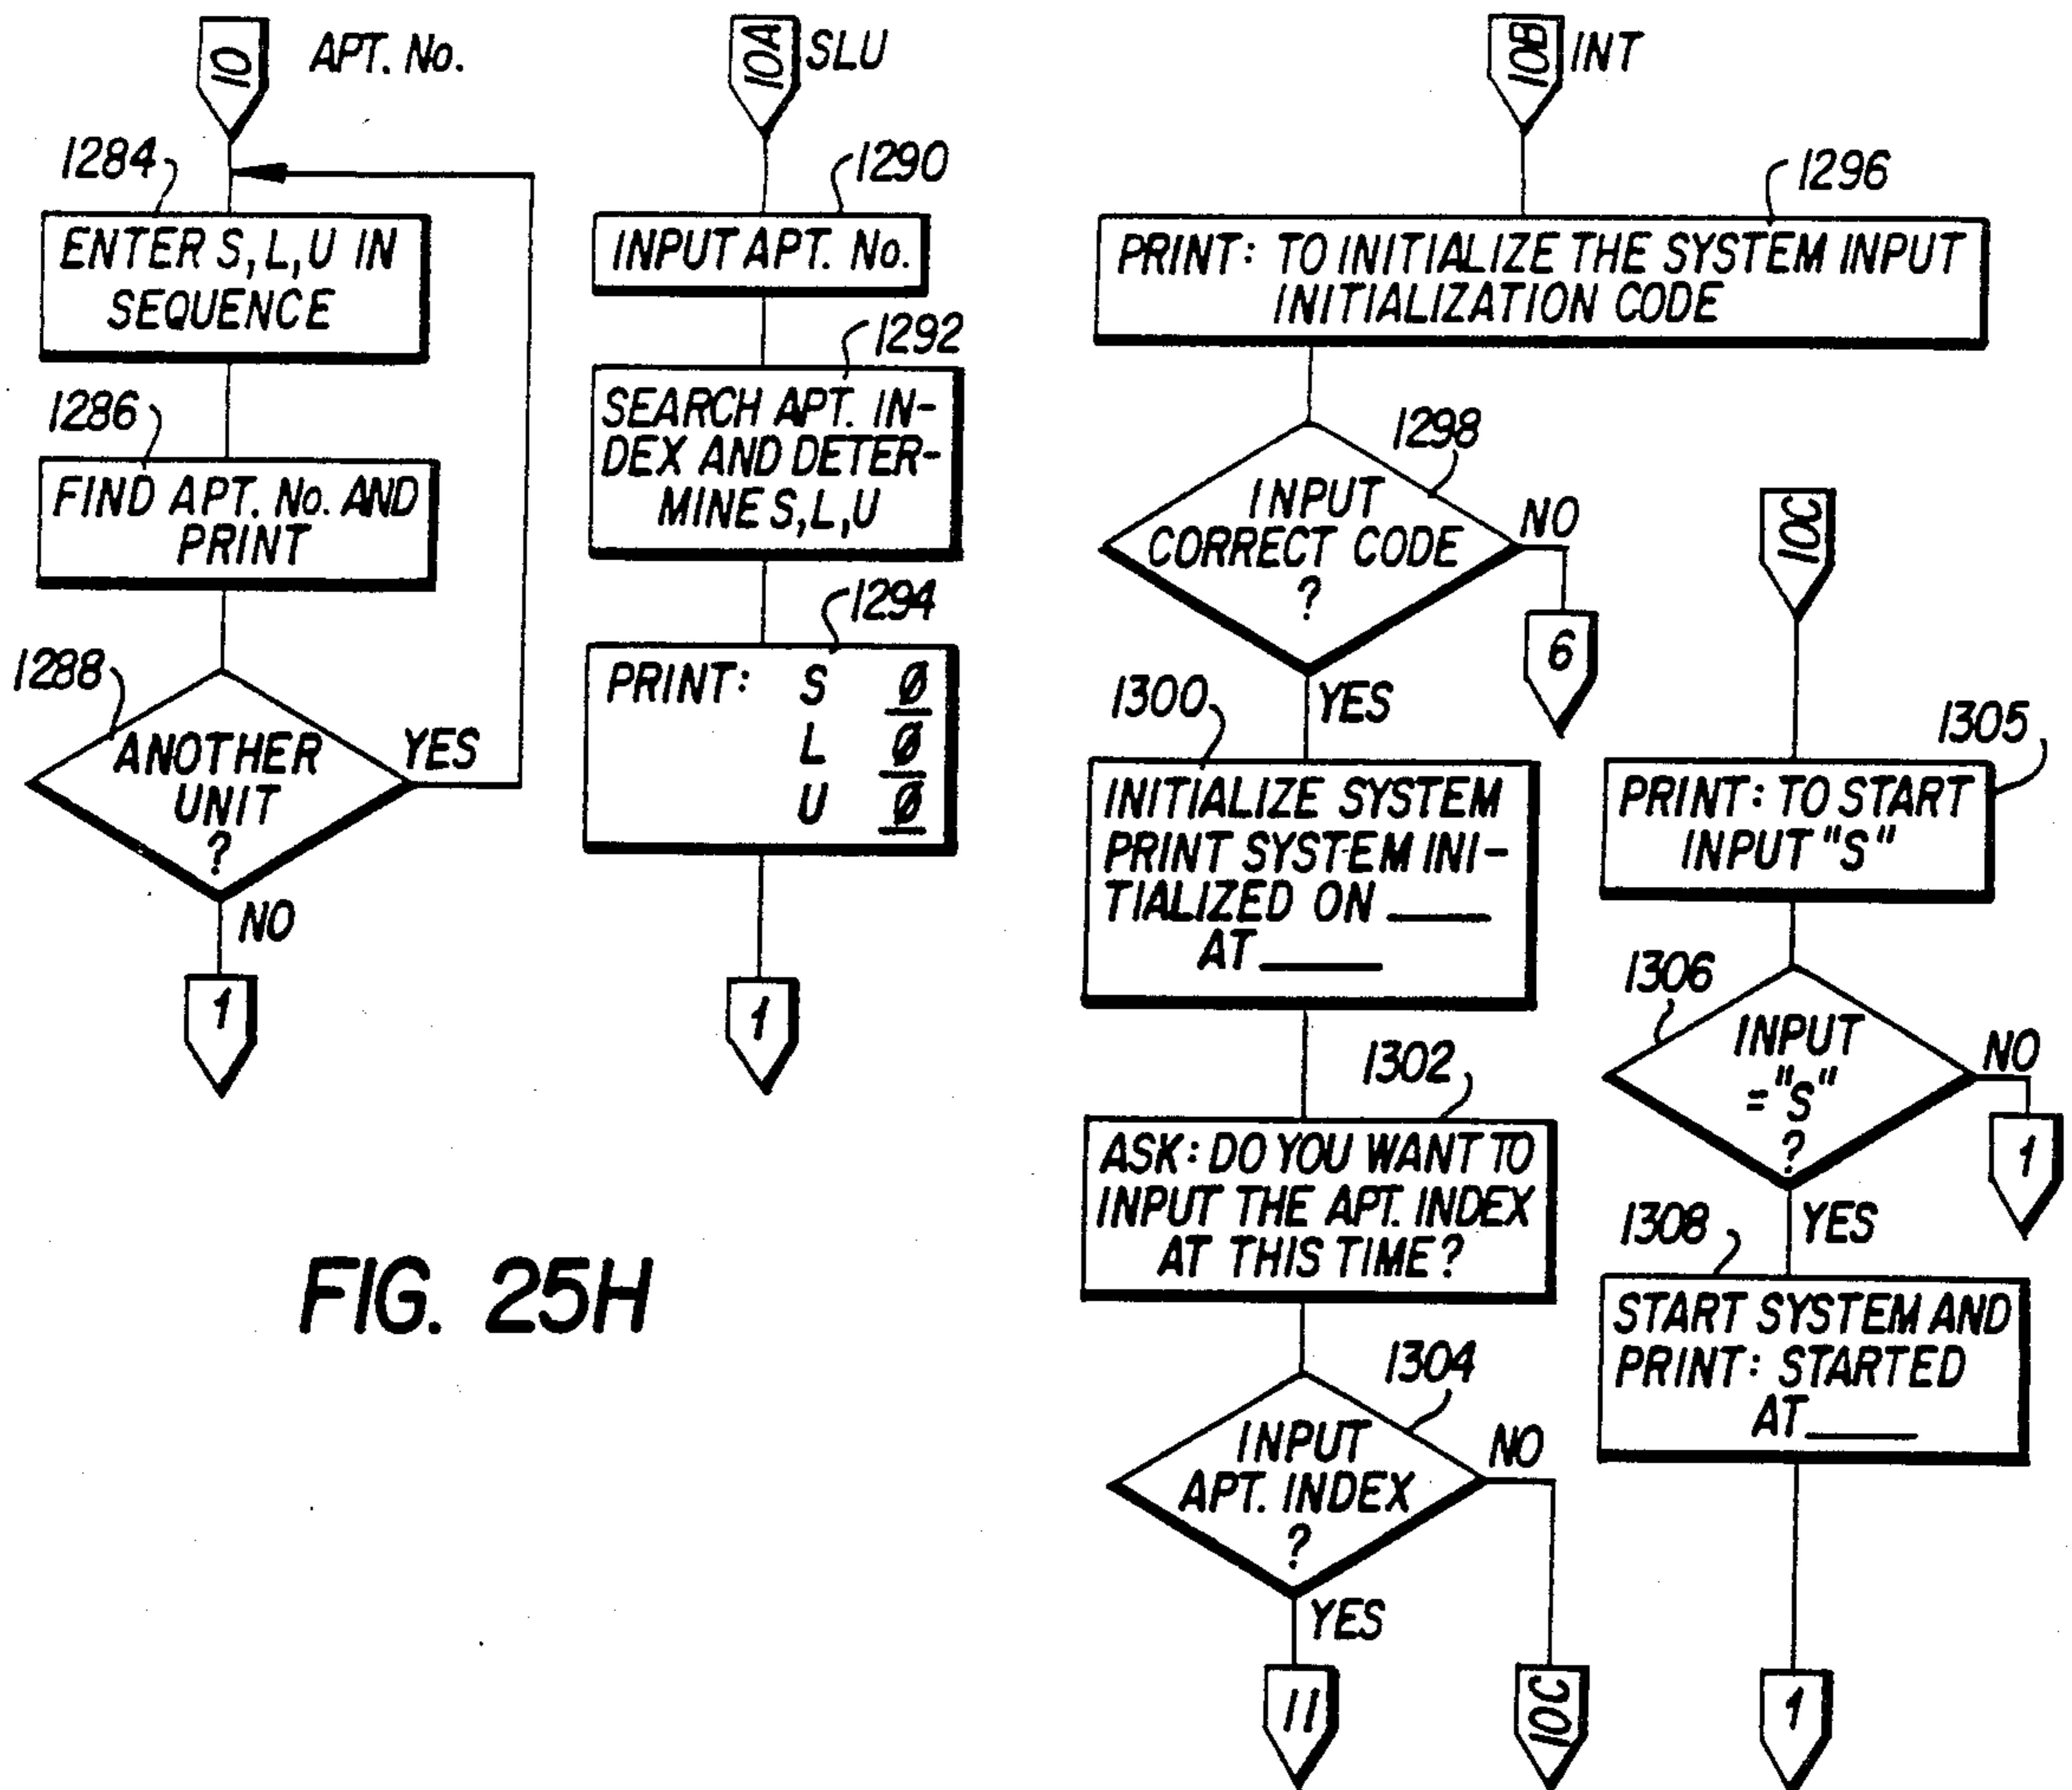 10
APT. No.
1284
ENTER S, L, U IN
SEQUENCE
1286
FIND APT. No. AND
PRINT
1288
ANOTHER
UNIT
?
YES
NO
1
10A
SLU
1290
INPUT APT. No.
1292
SEARCH APT. IN-
DEX AND DETER-
MINE S, L, U
1294
PRINT: S Ø
L Ø
U Ø
1
10B
INT
1296
PRINT: TO INITIALIZE THE SYSTEM INPUT
INITIALIZATION CODE
1298
INPUT
CORRECT CODE
?
NO
6
YES
1300
INITIALIZE SYSTEM
PRINT SYSTEM INI-
TIALIZED ON _____
AT _____
1302
ASK: DO YOU WANT TO
INPUT THE APT. INDEX
AT THIS TIME?
1304
INPUT
APT. INDEX
?
NO
YES
11
10C
10C
1305
PRINT: TO START
INPUT "S"
1306
INPUT
= "S"
?
NO
1
YES
1308
START SYSTEM AND
PRINT: STARTED
AT _____
1
FIG. 25H